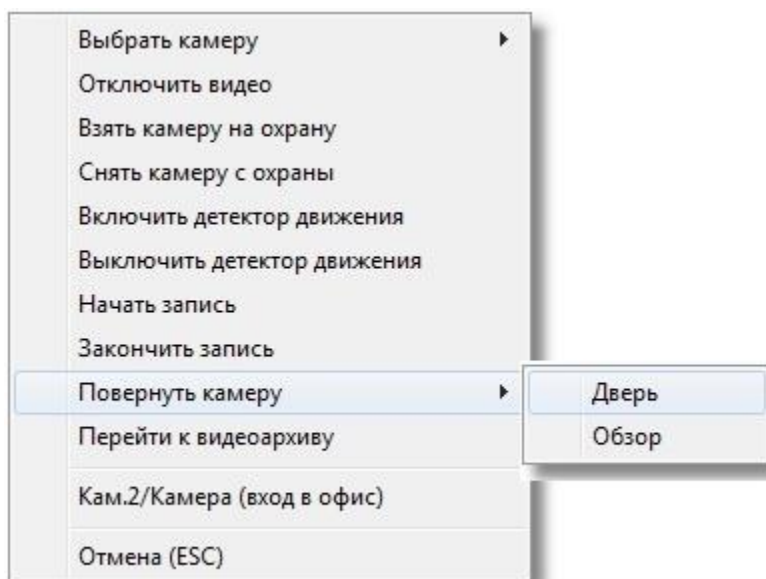 Выбрать камеру
Отключить видео
Взять камеру на охрану
Снять камеру с охраны
Включить детектор движения
Выключить детектор движения
Начать запись
Закончить запись
Повернуть камеру
Дверь
Перейти к видеоархиву
Обзор
Кам.2/Камера (вход в офис)
Отмена (ESC)